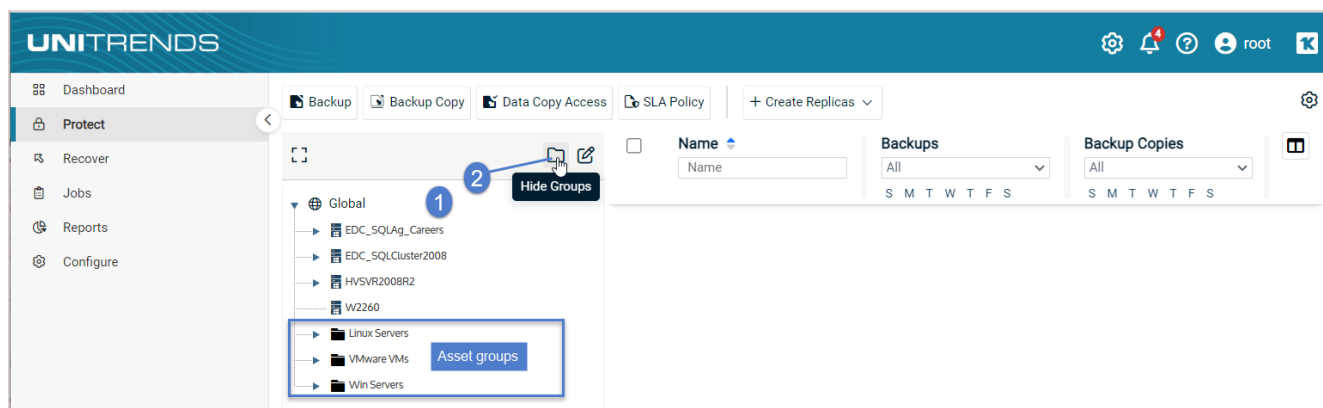 UNITRENDS
4
? root K
Dashboard
Protect
Recover
Jobs
Reports
Configure
Backup Backup Copy Data Copy Access SLA Policy + Create Replicas
2
Hide Groups
1
Global
EDC_SQLAg_Careers
EDC_SQLCluster2008
HVSVR2008R2
W2260
Linux Servers
VMware VMs
Win Servers
Asset groups
Name Backups Backup Copies
Name All All
S M T W T F S S M T W T F S